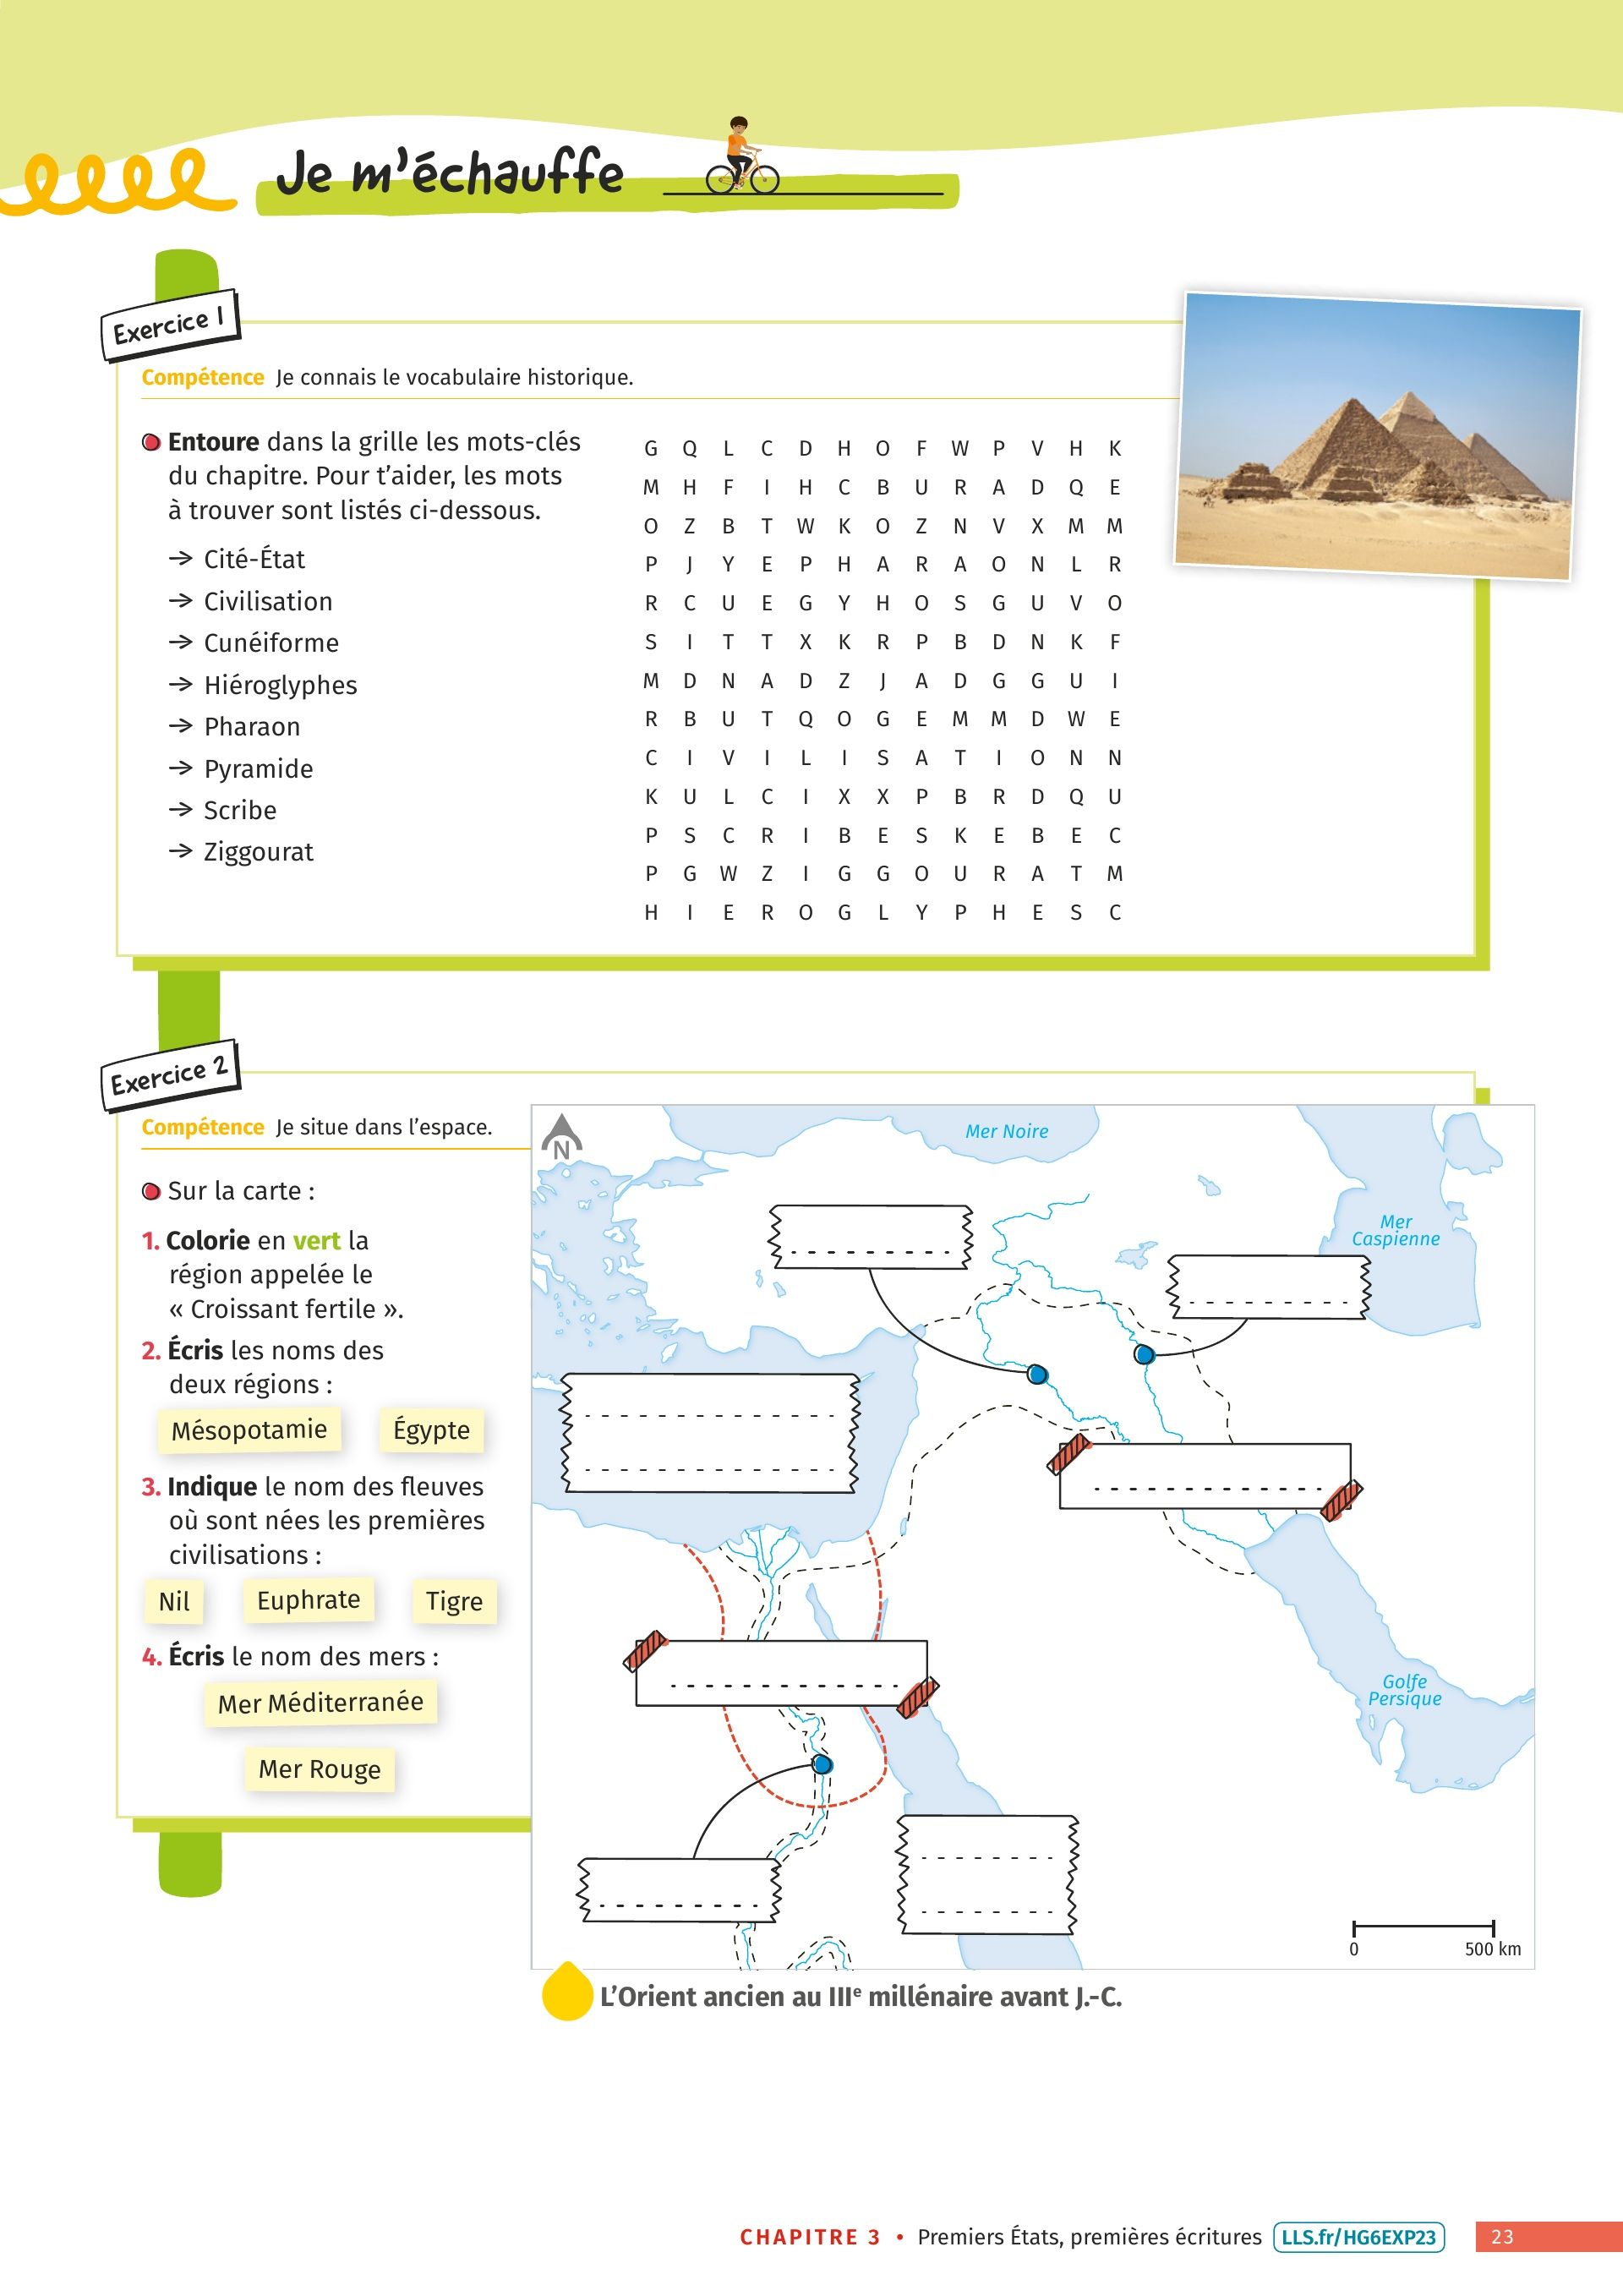 Je m'échauffe
Exercice 1
Compétence Je connais le vocabulaire historique.
Entoure dans la grille les mots-clés
du chapitre. Pour t'aider, les mots
à trouver sont listés ci-dessous.
→ Cité-État
→ Civilisation
→ Cunéiforme
→ Hiéroglyphes
→ Pharaon
→ Pyramide
→ Scribe
→ Ziggourat
G Q L C D H O F W P V H K
M H F I H C B U R A D Q E
O Z B T W K O Z N V X M M
P J Y E P H A R A O N L R
R C U E G Y H O S G U V O
S I T T X K R P B D N K F
M D N A D Z J A D G G U I
R B U T Q O G E M M D W E
C I V I L I S A T I O N N
K U L C I X X P B R D Q U
P S C R I B E S K E B E C
P G W Z I G G O U R A T M
H I E R O G L Y P H E S C
Exercice 2
Compétence Je situe dans l'espace.
Sur la carte :
1. Colorie en vert la
région appelée le
« Croissant fertile ».
2. Écris les noms des
deux régions :
Mésopotamie Égypte
3. Indique le nom des fleuves
où sont nées les premières
civilisations :
Nil Euphrate Tigre
4. Écris le nom des mers :
Mer Méditerranée
Mer Rouge
N
Mer Noire
Mer
Caspienne
Golfe
Persique
0 500 km
L'Orient ancien au IIIe millénaire avant J.-C.
CHAPITRE 3 • Premiers États, premières écritures LLS.fr/HG6EXP23 23